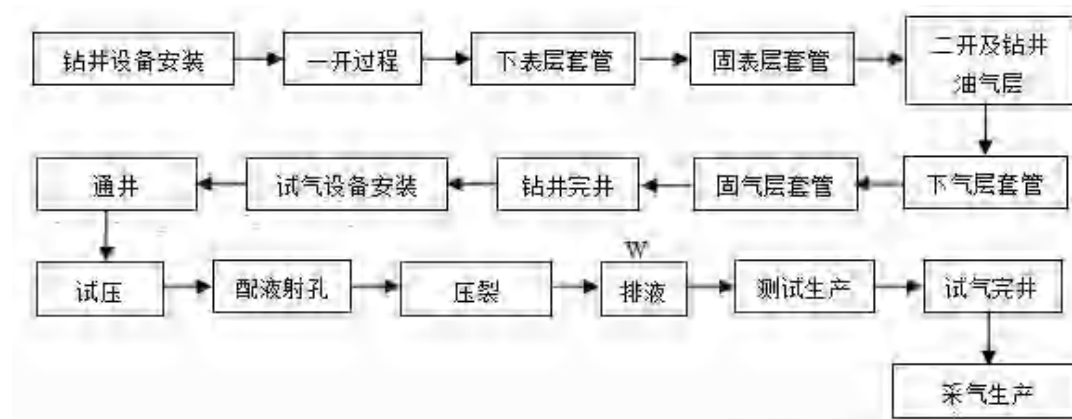 钻井设备安装
一开过程
下表层套管
固表层套管
二开及钻井
油气层
通井
试气设备安装
钻井完井
固气层套管
下气层套管
W
试压
配液射孔
压裂
排液
测试生产
试气完井
采气生产